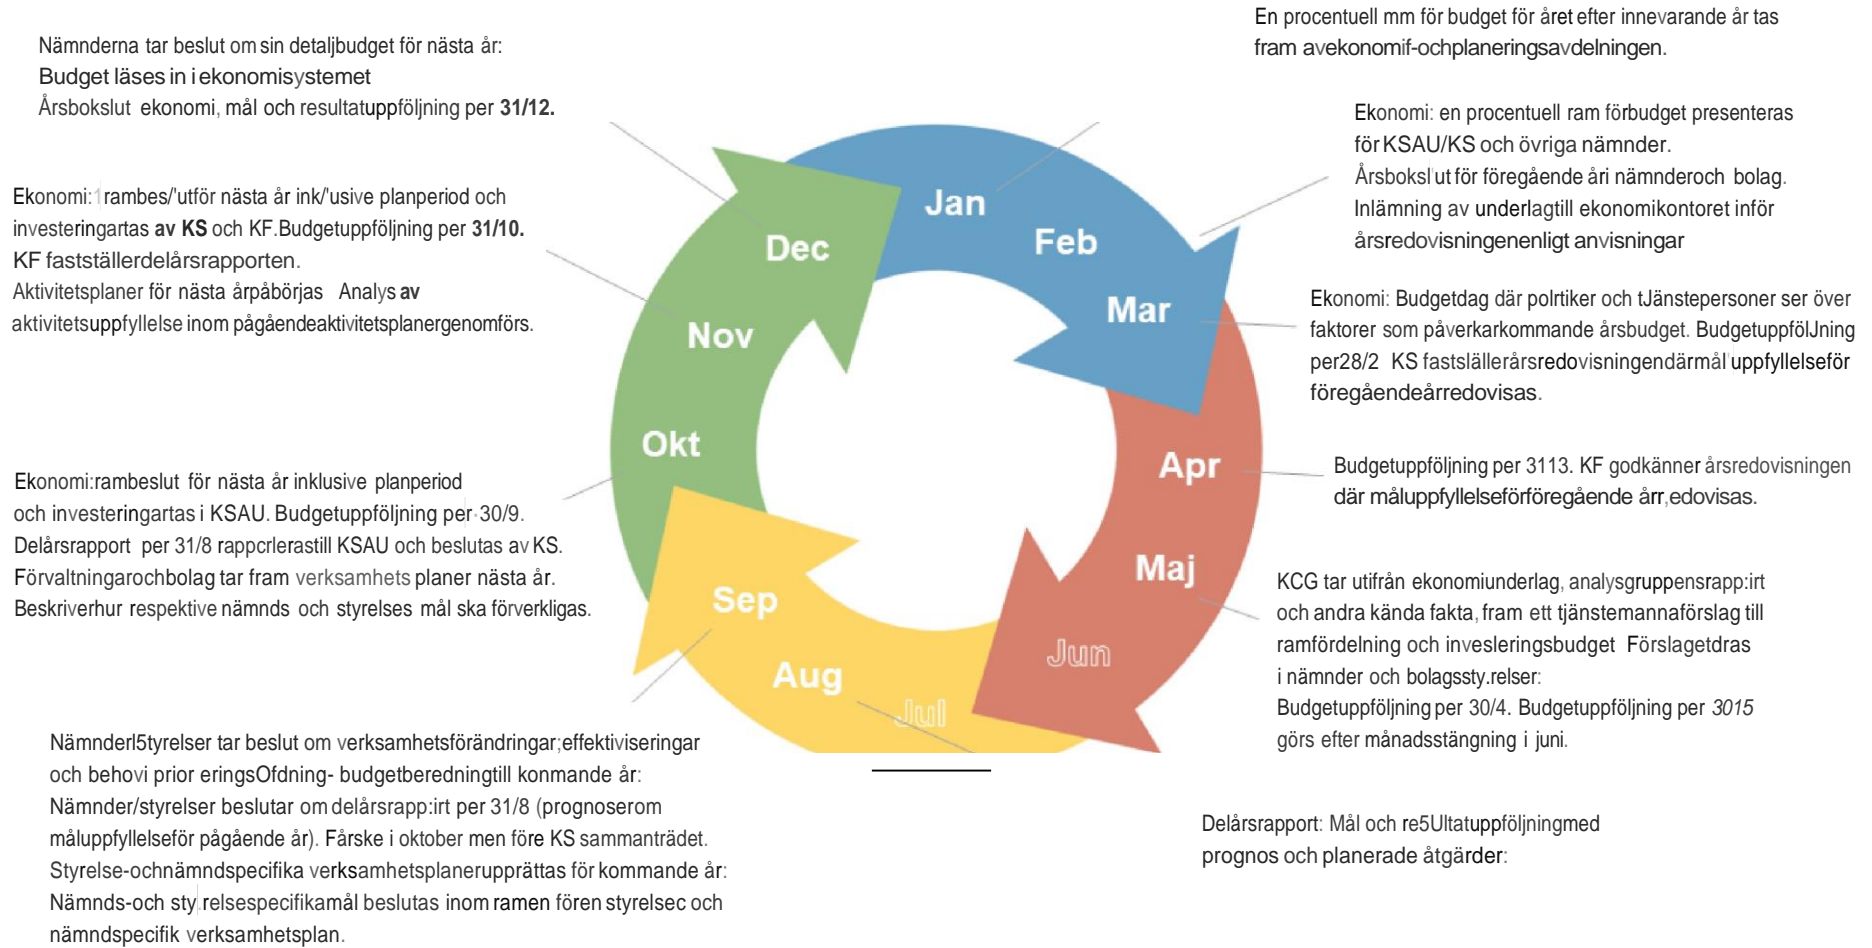 Nämnderna tar beslut om sin detaljbudget för nästa år:
Budget läses in i ekonomisystemet
Årsbokslut ekonomi, mål och resultatuppföljning per 31/12.
Ekonomi:1rambes/'utför nästa år ink/'usive planperiod och
investeringartas av KS och KF.Budgetuppföljning per 31/10.
KF fastställerdelårsrapporten.
Aktivitetsplaner för nästa årpåbörjas Analys av
aktivitetsuppfyllelse inom pågåendeaktivitetsplanergenomförs.
Ekonomi:rambeslut för nästa år inklusive planperiod
och investeringartas i KSAU. Budgetuppföljning per·30/9.
Delårsrapport per 31/8 rappcrlerastill KSAU och beslutas av KS.
Förvaltningarochbolag tar fram verksamhets planer nästa år.
Beskriverhur respektive nämnds och styrelses mål ska förverkligas.
Nämnderl5tyrelser tar beslut om verksamhetsförändringar;effektiviseringar
och behovi prior eringsOfdning- budgetberedningtill konmande år:
Nämnder/styrelser beslutar om delårsrapp:irt per 31/8 (prognoserom
måluppfyllelseför pågående år). Fårske i oktober men före KS sammanträdet.
Styrelse-ochnämndspecifika verksamhetsplanerupprättas för kommande år:
Nämnds-och sty.relsespecifikamål beslutas inom ramen fören styrelsec och
nämndspecifik verksamhetsplan.
Jan
Feb
Mar
Apr
Maj
Jun
Jul
Aug
Sep
Okt
Nov
Dec
En procentuell mm för budget för året efter innevarande år tas
fram avekonomif-ochplaneringsavdelningen.
Ekonomi: en procentuell ram förbudget presenteras
för KSAU/KS och övriga nämnder.
Årsboksl'ut för föregående åri nämnderoch bolag.
Inlämning av underlagtill ekonomikontoret inför
årsredovisningenenligt anvisningar
Ekonomi: Budgetdag där polrtiker och tJänstepersoner ser över
faktorer som påverkarkommande årsbudget. BudgetuppfölJning
per28/2 KS fastslällerårsredovisningendärmål'uppfyllelseför
föregåendeårredovisas.
Budgetuppföljning per 3113. KF godkänner årsredovisningen
där måluppfyllelseförföregående årr,edovisas.
KCG tar utifrån ekonomiunderlag, analysgruppensrapp:irt
och andra kända fakta, fram ett tjänstemannaförslag till
ramfördelning och invesleringsbudget Förslagetdras
i nämnder och bolagssty.relser:
Budgetuppföljning per 30/4. Budgetuppföljning per 3015
görs efter månadsstängning i juni.
Delårsrapport: Mål och re5Ultatuppföljningmed
prognos och planerade åtgärder: